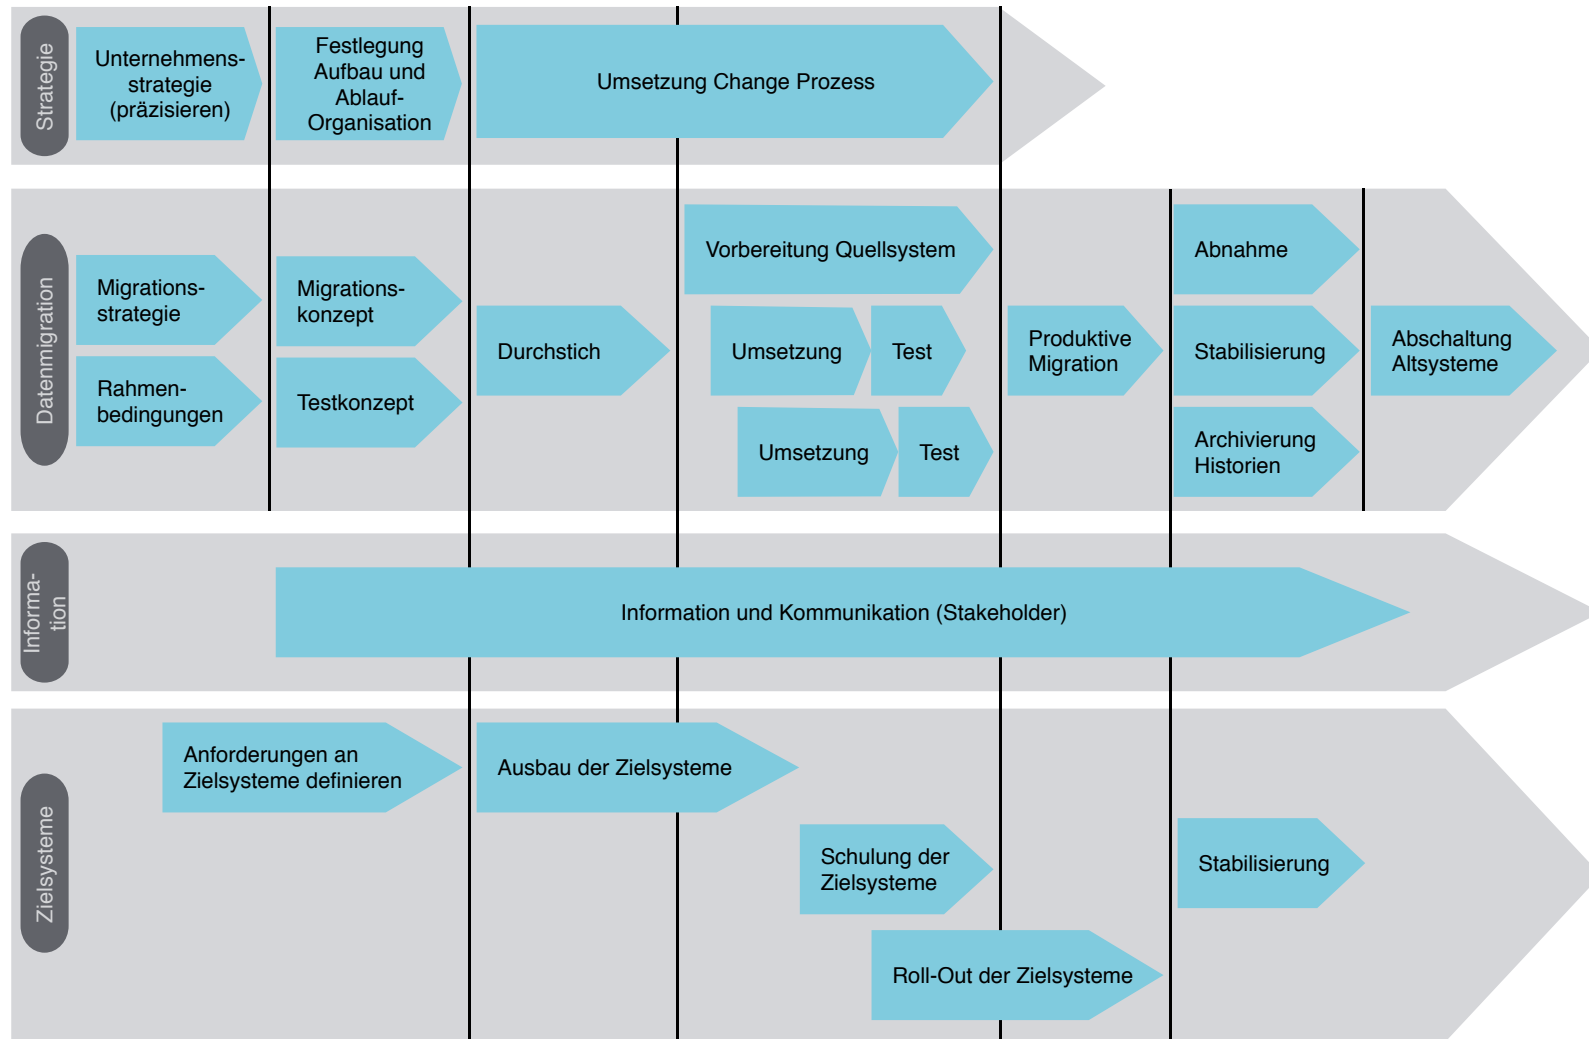 Strategie
Unternehmens-
strategie
(präzisieren)
Festlegung
Aufbau und
Ablauf-
Organisation
Umsetzung Change Prozess
Datenmigration
Migrations-
strategie
Rahmen-
bedingungen
Migrations-
konzept
Testkonzept
Durchstich
Vorbereitung Quellsystem
Umsetzung
Test
Umsetzung
Test
Produktive
Migration
Abnahme
Stabilisierung
Archivierung
Historien
Abschaltung
Altsysteme
Informa-
tion
Information und Kommunikation (Stakeholder)
Zielsysteme
Anforderungen an
Zielsysteme definieren
Ausbau der Zielsysteme
Schulung der
Zielsysteme
Roll-Out der Zielsysteme
Stabilisierung